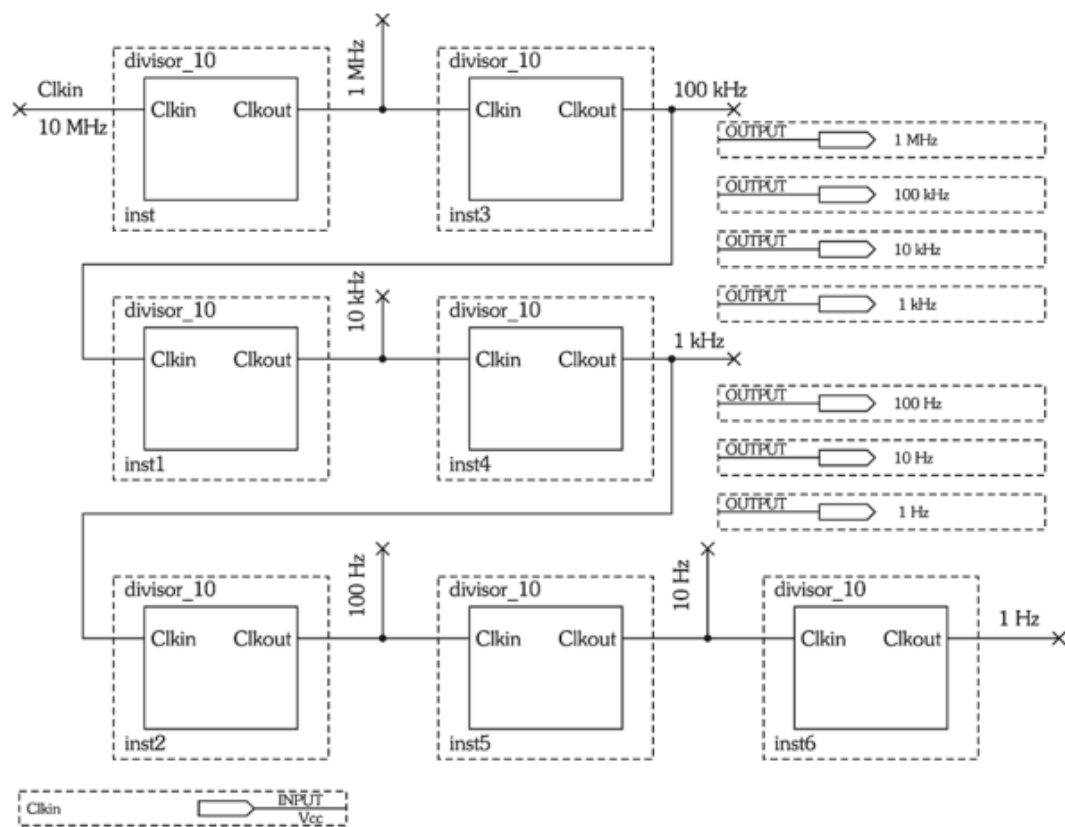 divisor_10
Clkin
Clkout
inst
Clkin
10 MHz
1 MHz
divisor_10
Clkin
Clkout
inst3
100 kHz
OUTPUT
1 MHz
OUTPUT
100 kHz
OUTPUT
10 kHz
OUTPUT
1 kHz
divisor_10
Clkin
Clkout
inst1
10 kHz
divisor_10
Clkin
Clkout
inst4
1 kHz
OUTPUT
100 Hz
OUTPUT
10 Hz
OUTPUT
1 Hz
divisor_10
Clkin
Clkout
inst2
100 Hz
divisor_10
Clkin
Clkout
inst5
10 Hz
divisor_10
Clkin
Clkout
inst6
1 Hz
Clkin
INPUT
Vcc